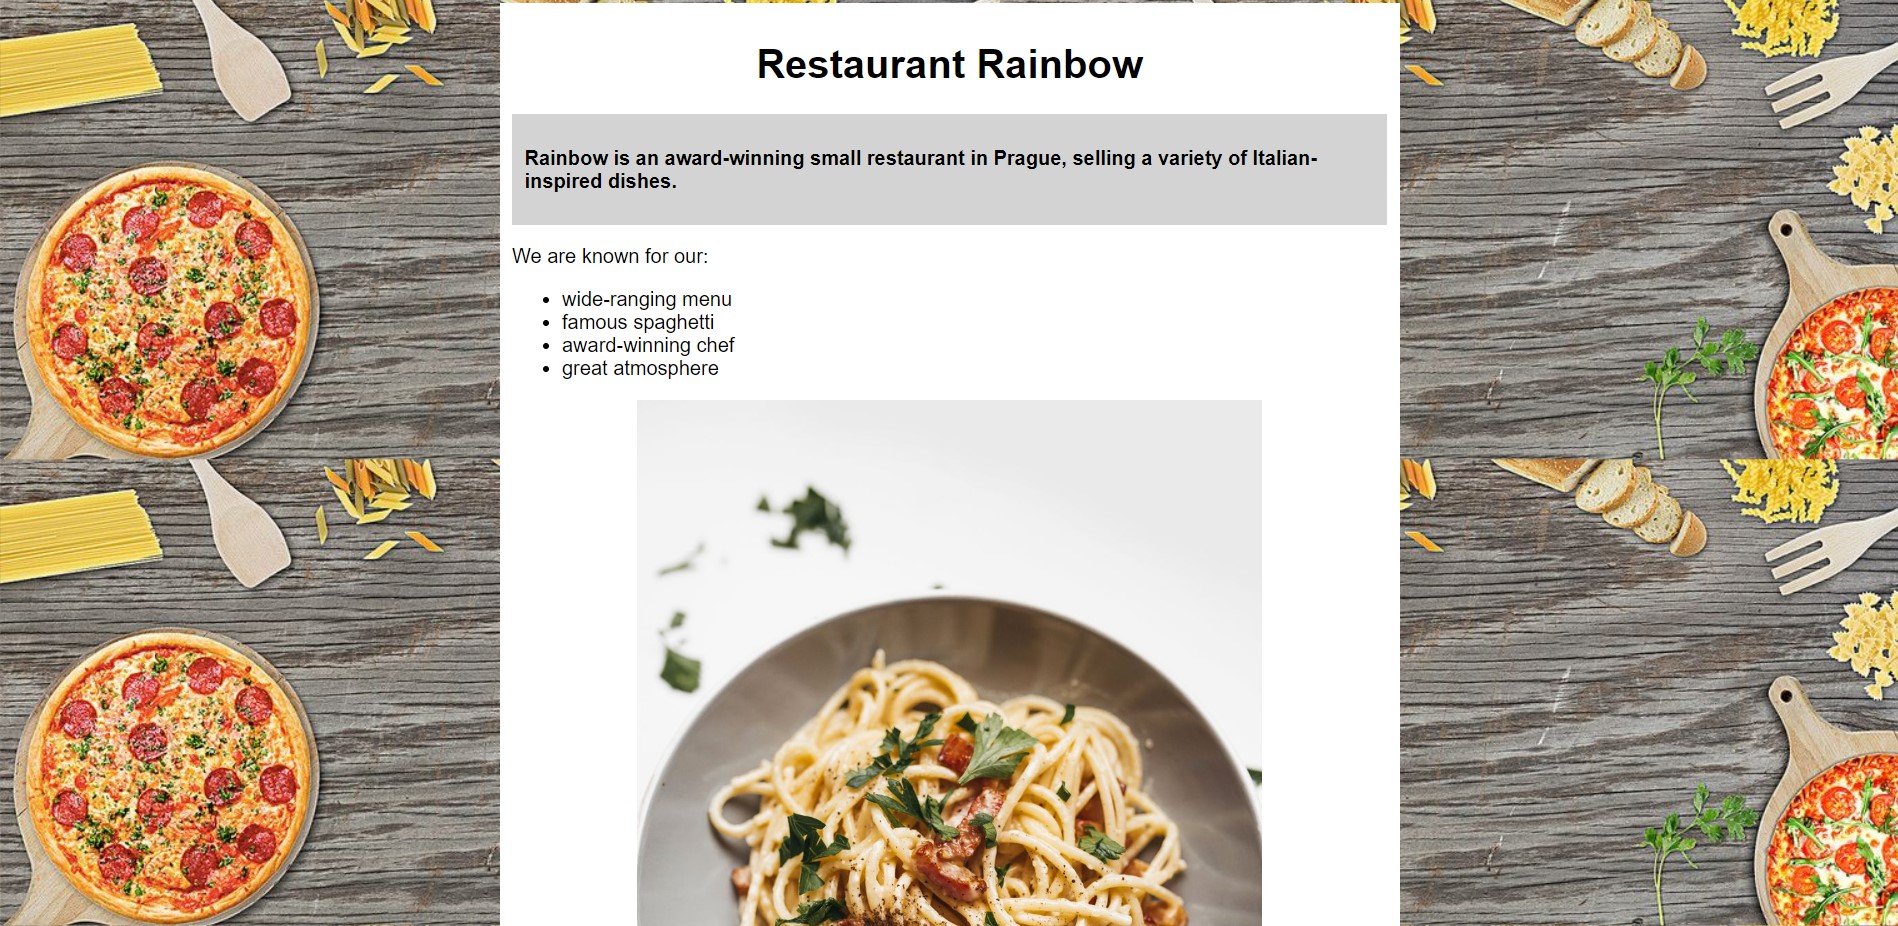 Restaurant Rainbow
Rainbow is an award-winning small restaurant in Prague, selling a variety of Italian-
inspired dishes.
We are known for our:
• wide-ranging menu
• famous spaghetti
• award-winning chef
• great atmosphere